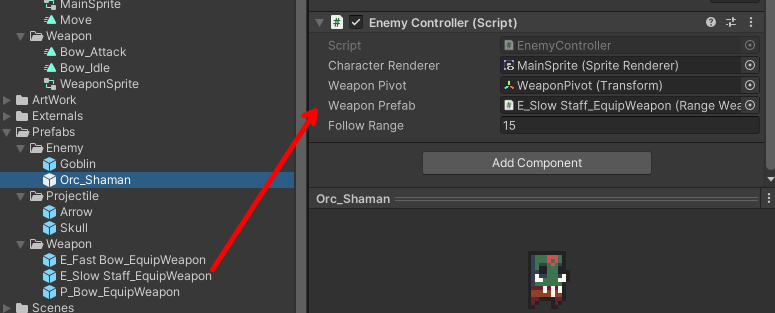 WeaponSprite
Move
Weapon
Bow_Attack
Bow_Idle
WeaponSprite
ArtWork
Externals
Prefabs
Enemy
Goblin
Orc_Shaman
Projectile
Arrow
Skull
Weapon
E_Fast Bow_EquipWeapon
E_Slow Staff_EquipWeapon
P_Bow_EquipWeapon
Scenes
Enemy Controller (Script)
Script EnemyController
Character Renderer MainSprite (Sprite Renderer)
Weapon Pivot WeaponPivot (Transform)
Weapon Prefab E_Slow Staff_EquipWeapon (Range Wea
Follow Range 15
Add Component
Orc_Shaman